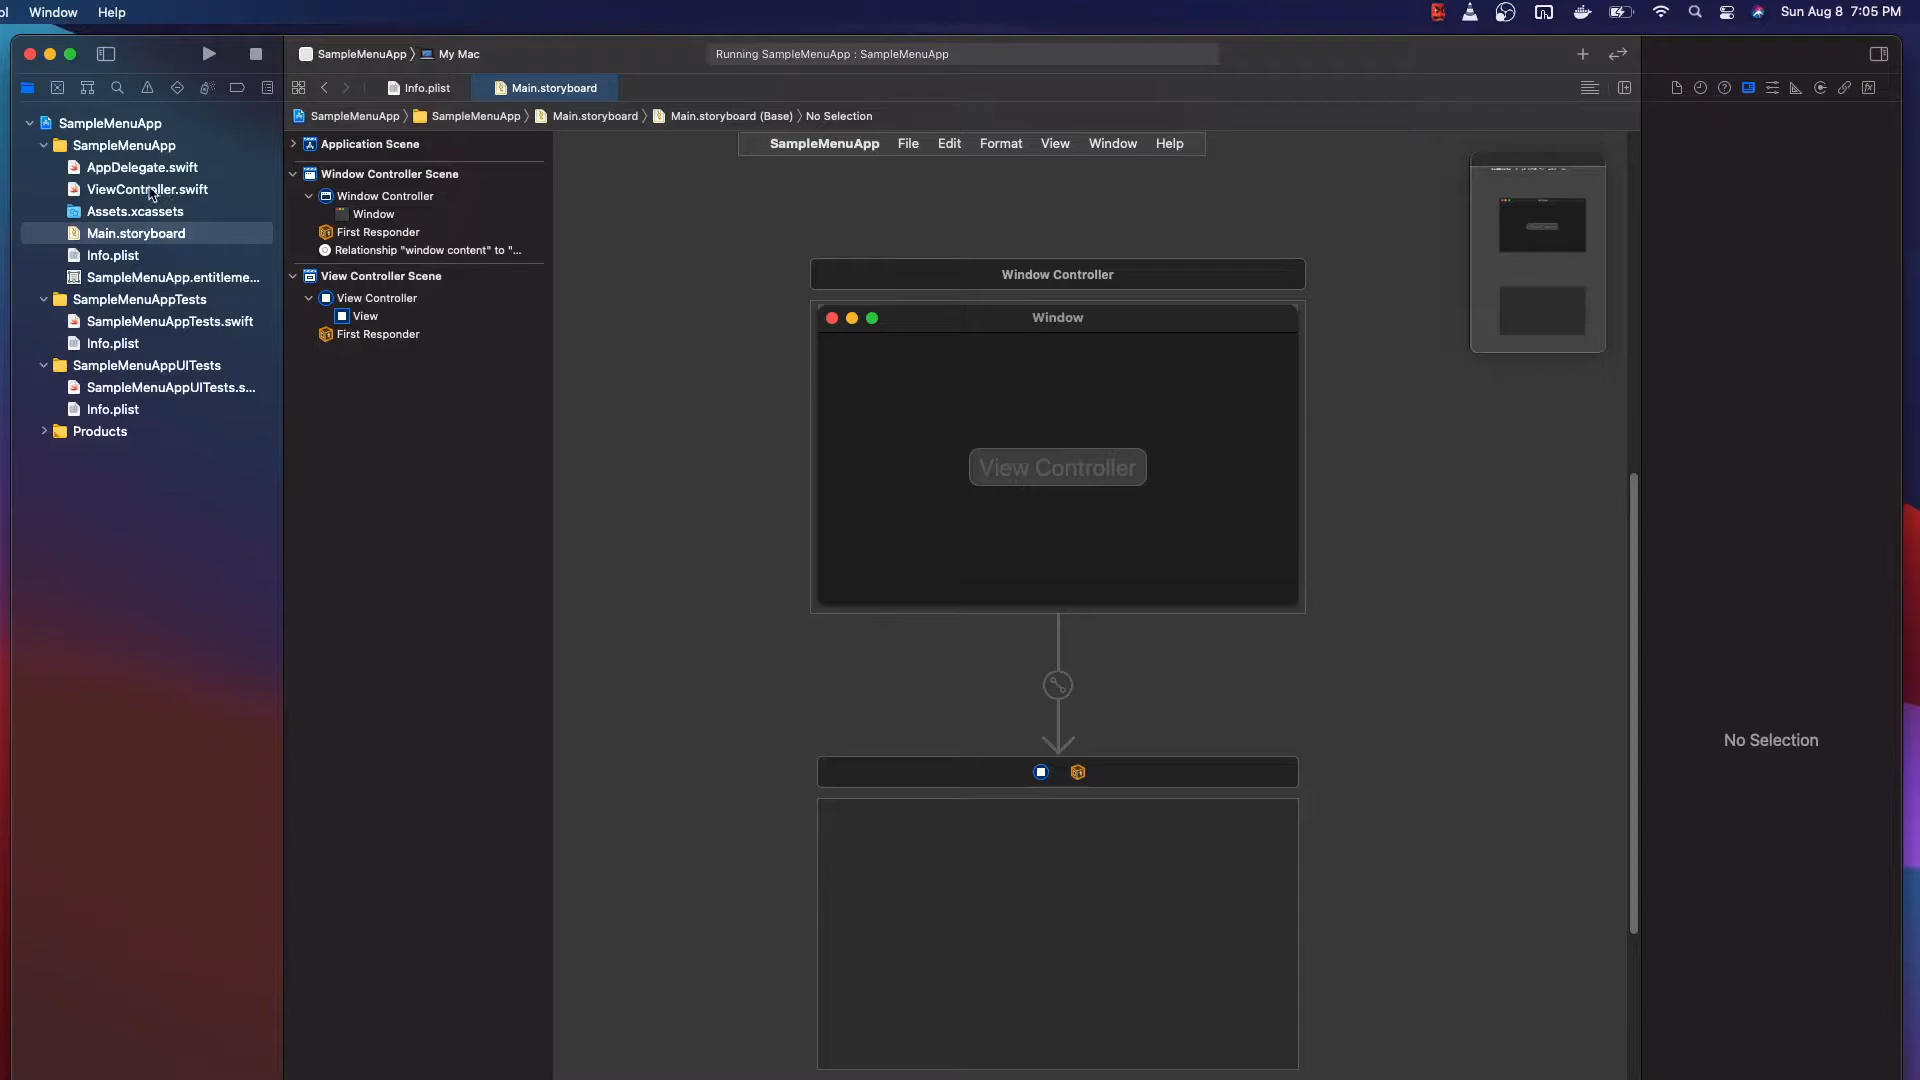 ol Window Help Sun Aug 8 7:05 PM
SampleMenuApp My Mac Running SampleMenuApp : SampleMenuApp
Info.plist Main.storyboard
SampleMenuApp SampleMenuApp Main.storyboard Main.storyboard (Base) No Selection
SampleMenuApp
SampleMenuApp
AppDelegate.swift
ViewController.swift
Assets.xcassets
Main.storyboard
Info.plist
SampleMenuApp.entitleme...
SampleMenuAppTests
SampleMenuAppTests.swift
Info.plist
SampleMenuAppUITests
SampleMenuAppUITests.s...
Info.plist
Products
Application Scene
Window Controller Scene
Window Controller
Window
First Responder
Relationship "window content" to "...
View Controller Scene
View Controller
View
First Responder
SampleMenuApp File Edit Format View Window Help
Window Controller
Window
View Controller
No Selection